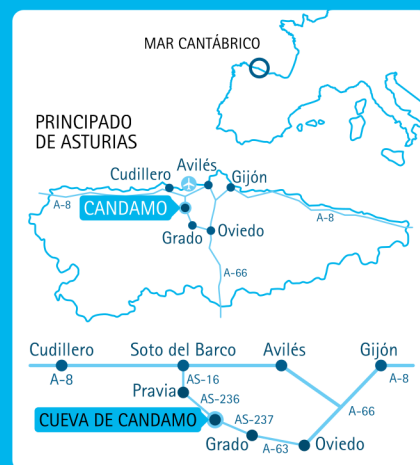 MAR CANTÁBRICO
PRINCIPADO
DE ASTURIAS
Cudillero
Avilés
Gijón
A-8
CANDAMO
A-8
Grado
Oviedo
A-66
Cudillero
Soto del Barco
Avilés
Gijón
A-8
AS-16
A-8
Pravia
AS-236
A-66
CUEVA DE CANDAMO
AS-237
Grado
A-63
Oviedo